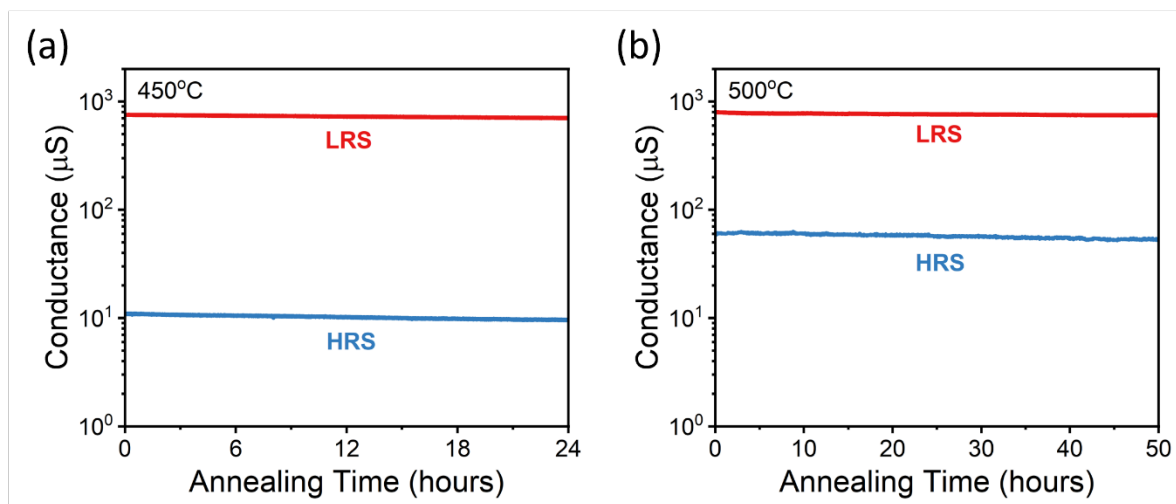 (a)
450°C
10³
10²
10¹
10⁰
Conductance (μS)
LRS
HRS
0 6 12 18 24
Annealing Time (hours)
(b)
500°C
10³
10²
10¹
10⁰
Conductance (μS)
LRS
HRS
0 10 20 30 40 50
Annealing Time (hours)